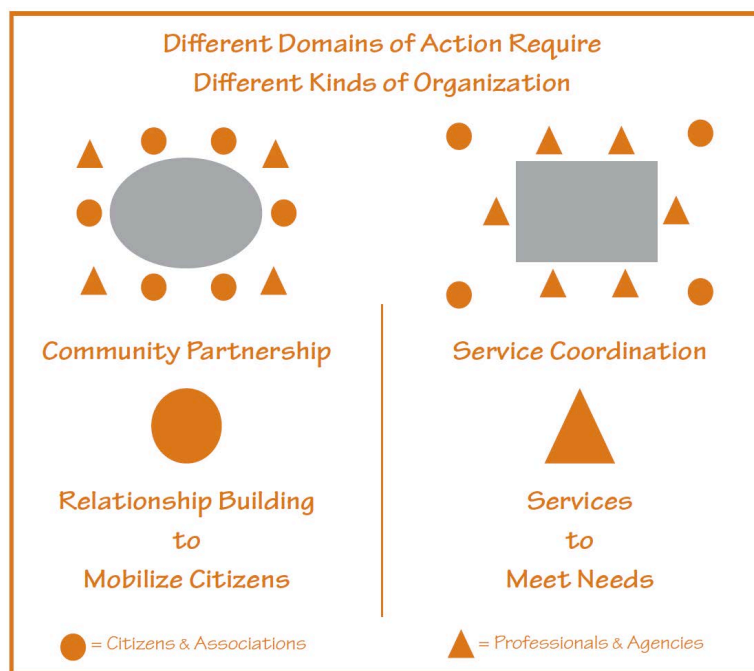 Different Domains of Action Require
Different Kinds of Organization
Community Partnership
Relationship Building
to
Mobilize Citizens
Service Coordination
Services
to
Meet Needs
= Citizens & Associations
= Professionals & Agencies